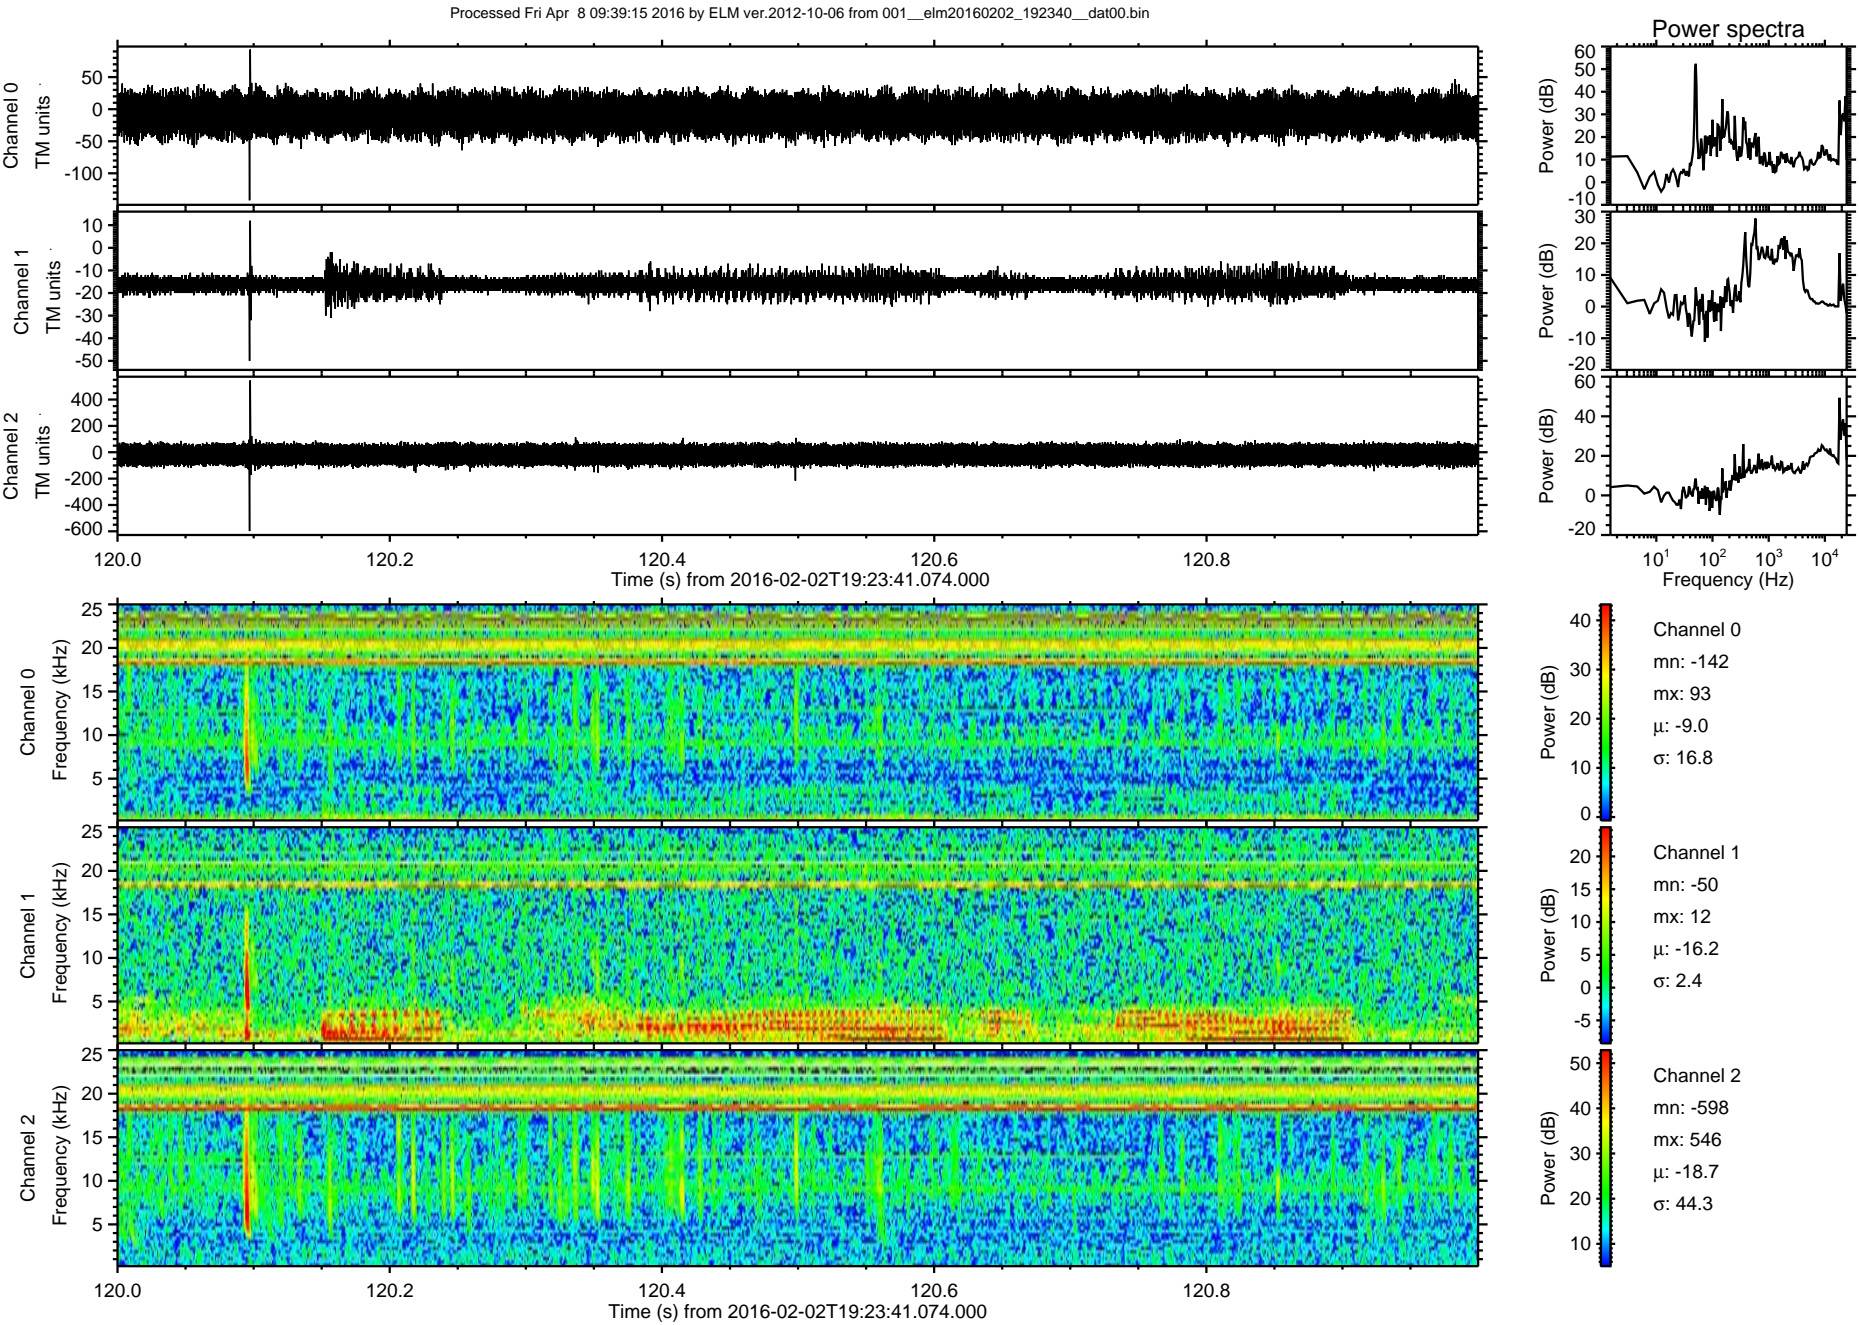 Processed Fri Apr  8 09:39:15 2016 by ELM ver.2012-10-06 from 001__elm20160202_192340__dat00.bin
Power spectra
Channel 0
TM units
50
0
-50
-100
Power (dB)
60
50
40
30
20
10
0
-10
Channel 1
TM units
10
0
-10
-20
-30
-40
-50
Power (dB)
30
20
10
0
-10
-20
Channel 2
TM units
400
200
0
-200
-400
-600
Power (dB)
60
40
20
0
-20
120.0 120.2 120.4 120.6 120.8
Time (s) from 2016-02-02T19:23:41.074.000
10¹ 10² 10³ 10⁴
Frequency (Hz)
Channel 0
Frequency (kHz)
25
20
15
10
5
Power (dB)
40
30
20
10
0
Channel 0
mn: -142
mx: 93
μ: -9.0
σ: 16.8
Channel 1
Frequency (kHz)
25
20
15
10
5
Power (dB)
20
15
10
5
0
-5
Channel 1
mn: -50
mx: 12
μ: -16.2
σ: 2.4
Channel 2
Frequency (kHz)
25
20
15
10
5
Power (dB)
50
40
30
20
10
Channel 2
mn: -598
mx: 546
μ: -18.7
σ: 44.3
120.0 120.2 120.4 120.6 120.8
Time (s) from 2016-02-02T19:23:41.074.000